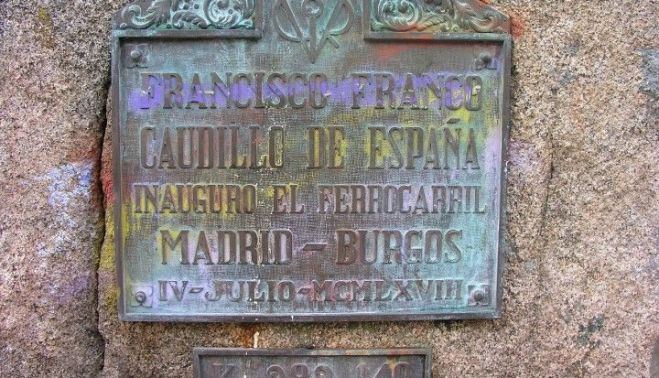 FRANCISCO FRANCO
CAUDILLO DE ESPAÑA
INAUGURO EL FERROCARRIL
MADRID-BURGOS
IV-JULIO-MCMLXVIII